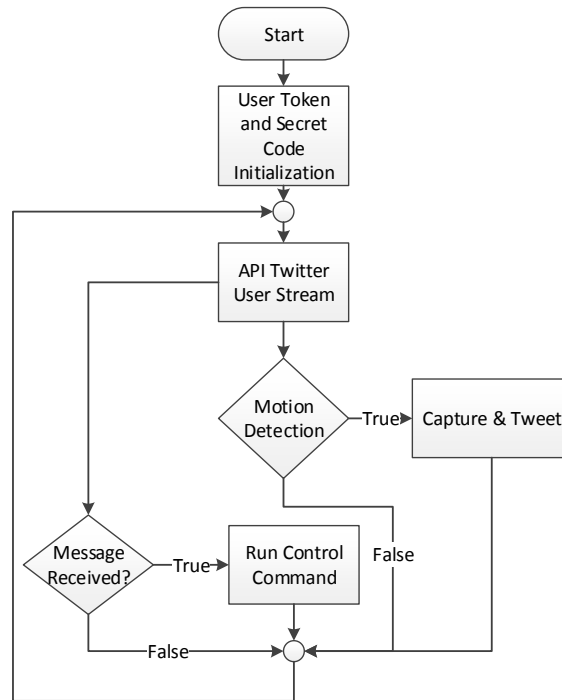 Start
User Token
and Secret
Code
Initialization
API Twitter
User Stream
Motion
Detection
True
Capture & Tweet
False
Message
Received?
True
Run Control
Command
False